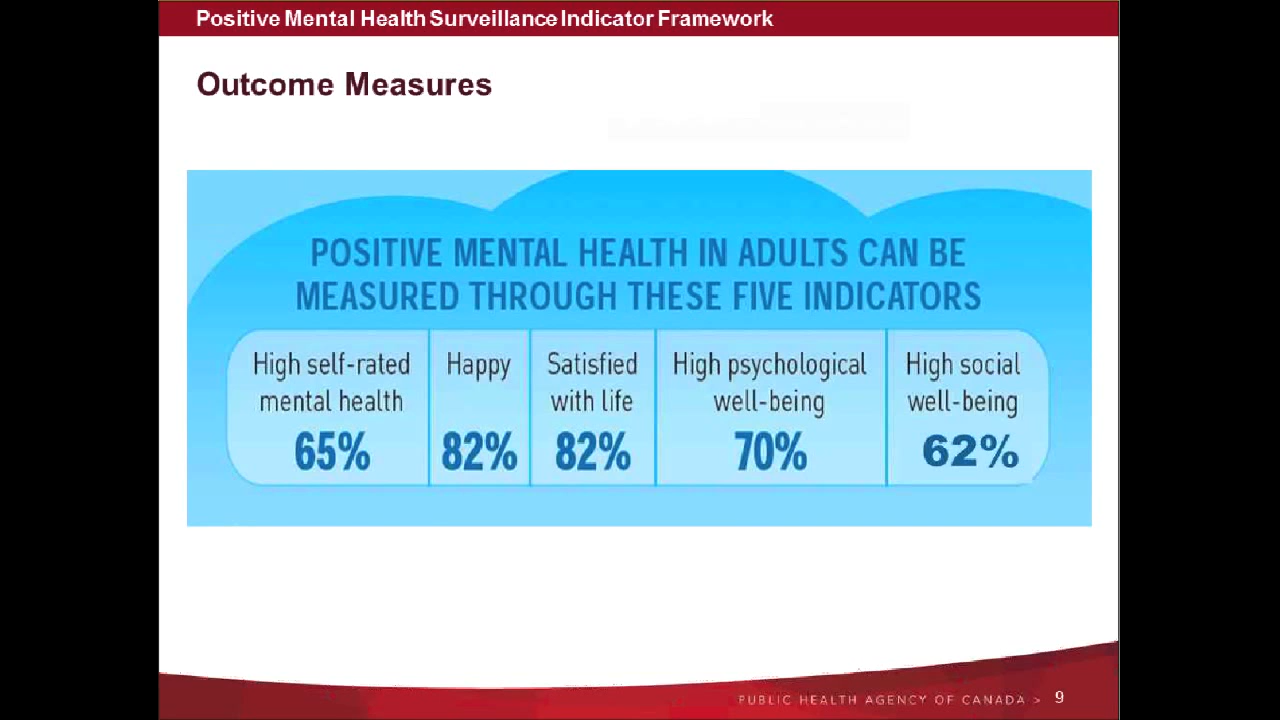 Positive Mental Health Surveillance Indicator Framework
Outcome Measures
POSITIVE MENTAL HEALTH IN ADULTS CAN BE
MEASURED THROUGH THESE FIVE INDICATORS
High self-rated
mental health
65%
Happy
82%
Satisfied
with life
82%
High psychological
well-being
70%
High social
well-being
62%
PUBLIC HEALTH AGENCY OF CANADA > 9